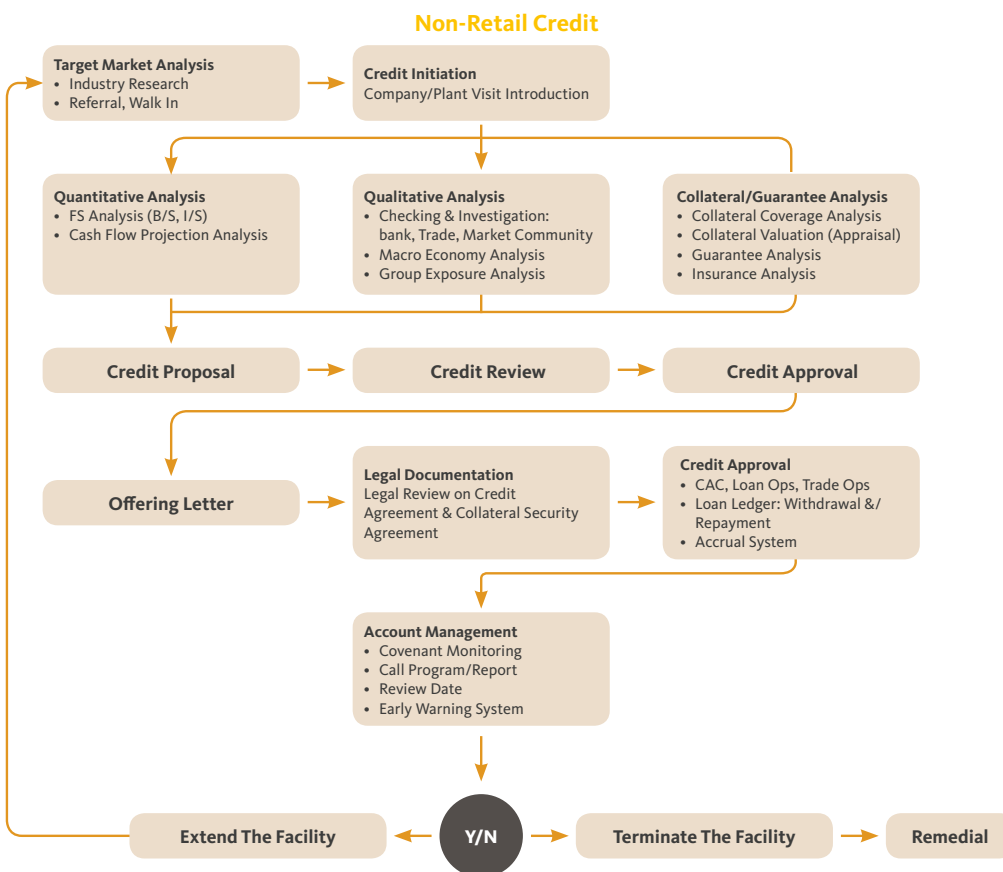 Non-Retail Credit
Target Market Analysis
• Industry Research
• Referral, Walk In
Credit Initiation
Company/Plant Visit Introduction
Quantitative Analysis
• FS Analysis (B/S, I/S)
• Cash Flow Projection Analysis
Qualitative Analysis
• Checking & Investigation:
bank, Trade, Market Community
• Macro Economy Analysis
• Group Exposure Analysis
Collateral/Guarantee Analysis
• Collateral Coverage Analysis
• Collateral Valuation (Appraisal)
• Guarantee Analysis
• Insurance Analysis
Credit Proposal
Credit Review
Credit Approval
Offering Letter
Legal Documentation
Legal Review on Credit
Agreement & Collateral Security
Agreement
Credit Approval
• CAC, Loan Ops, Trade Ops
• Loan Ledger: Withdrawal &/
Repayment
• Accrual System
Account Management
• Covenant Monitoring
• Call Program/Report
• Review Date
• Early Warning System
Extend The Facility
Y/N
Terminate The Facility
Remedial